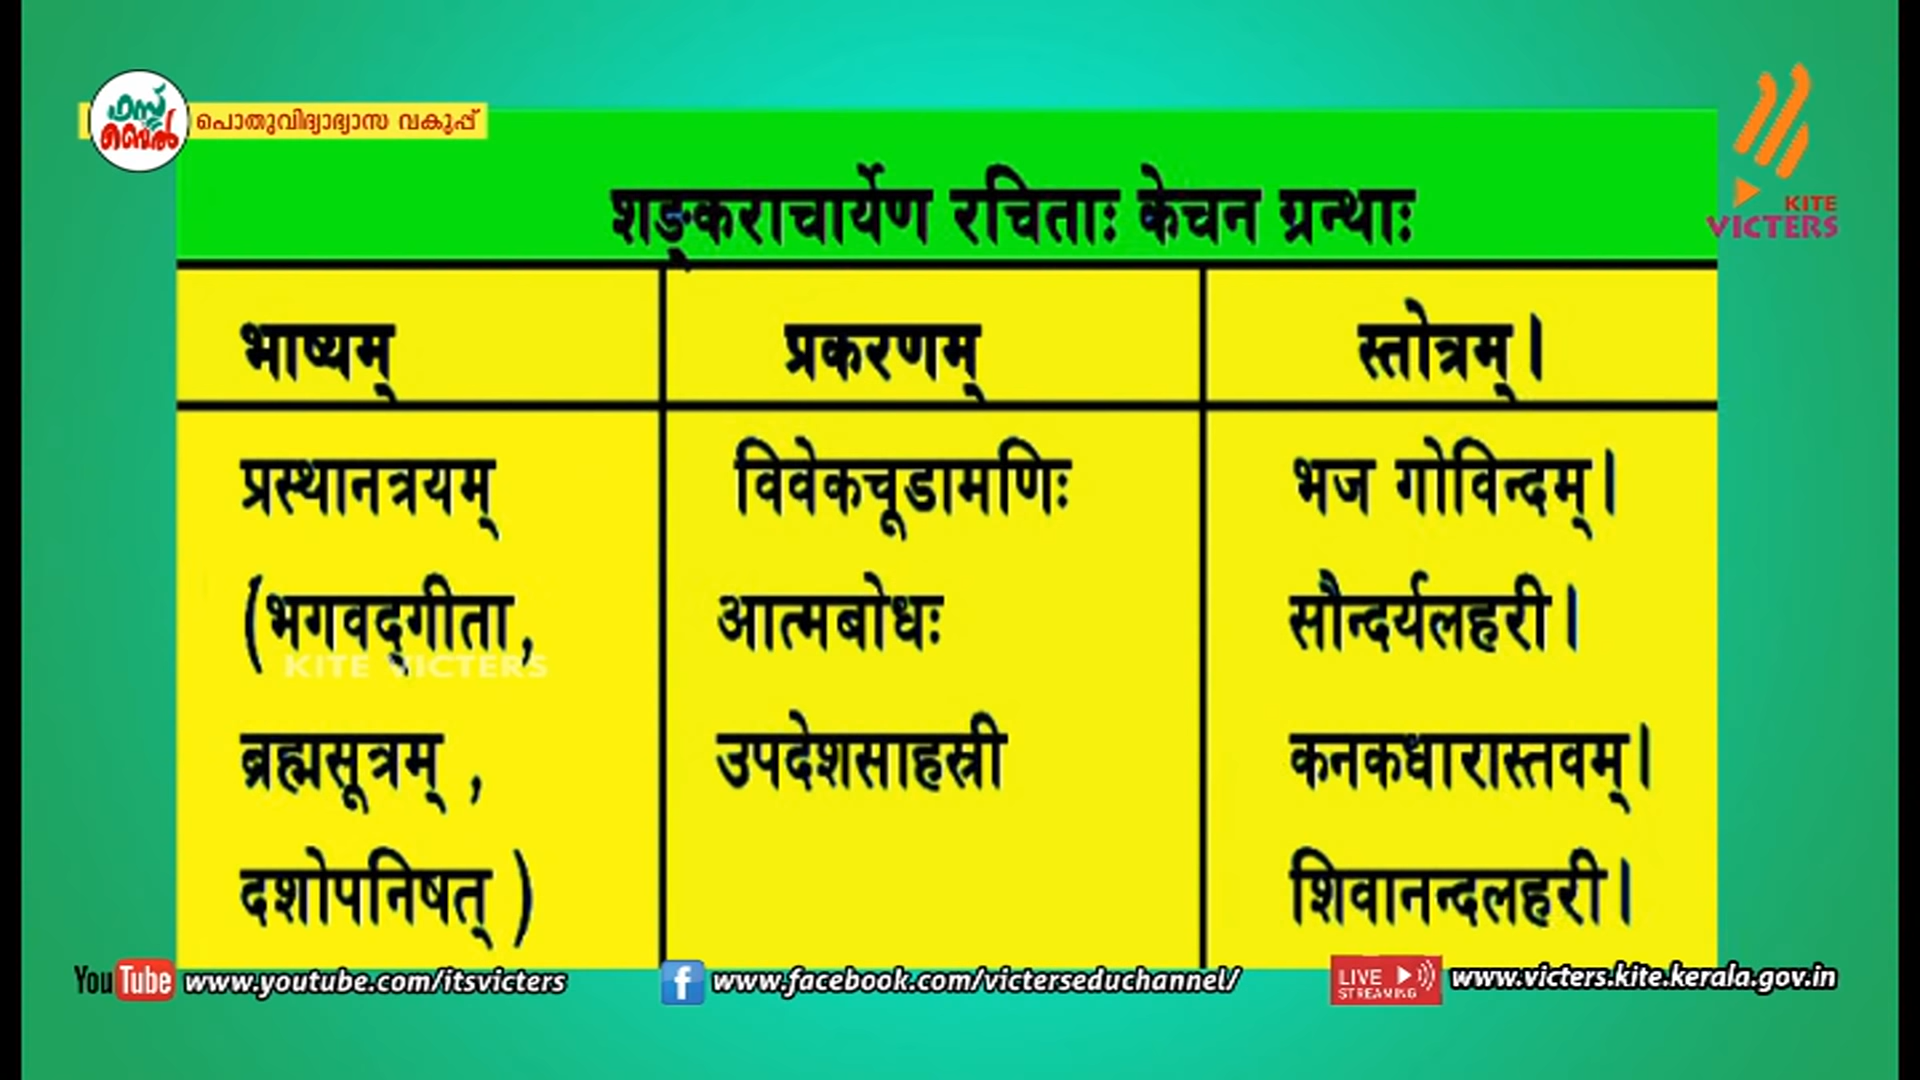 ഫസ്റ്റ്
ബെൽ
പൊതുവിദ്യാഭ്യാസ വകുപ്പ്
KITE
VICTERS
शङ्कराचार्येण रचिताः केचन ग्रन्थाः
भाष्यम् प्रकरणम् स्तोत्रम्।
प्रस्थानत्रयम् विवेकचूडामणिः भज गोविन्दम्।
(भगवद्गीता, आत्मबोधः सौन्दर्यलहरी।
KITE VICTERS
ब्रह्मसूत्रम् , उपदेशसाहस्री कनकधारास्तवम्।
दशोपनिषत् ) शिवानन्दलहरी।
YouTube www.youtube.com/itsvicters f www.facebook.com/victerseduchannel/ LIVE STREAMING www.victers.kite.kerala.gov.in